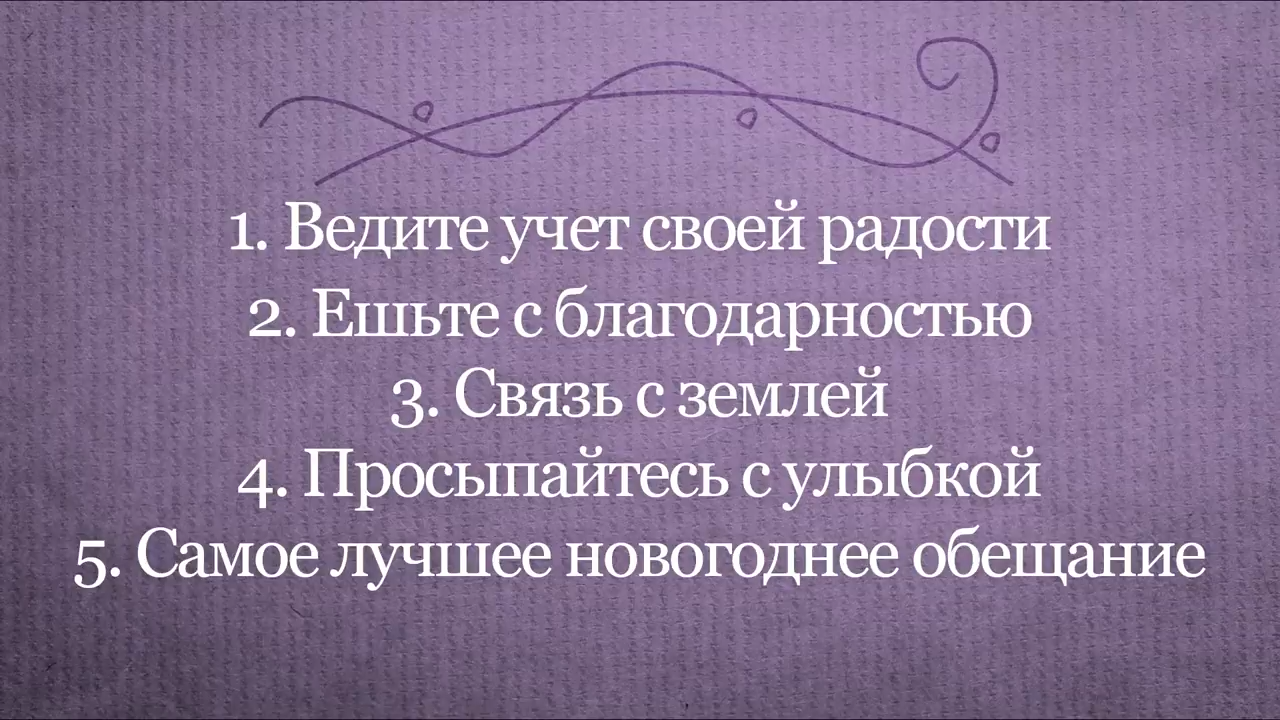 1. Ведите учет своей радости
2. Ешьте с благодарностью
3. Связь с землей
4. Просыпайтесь с улыбкой
5. Самое лучшее новогоднее обещание